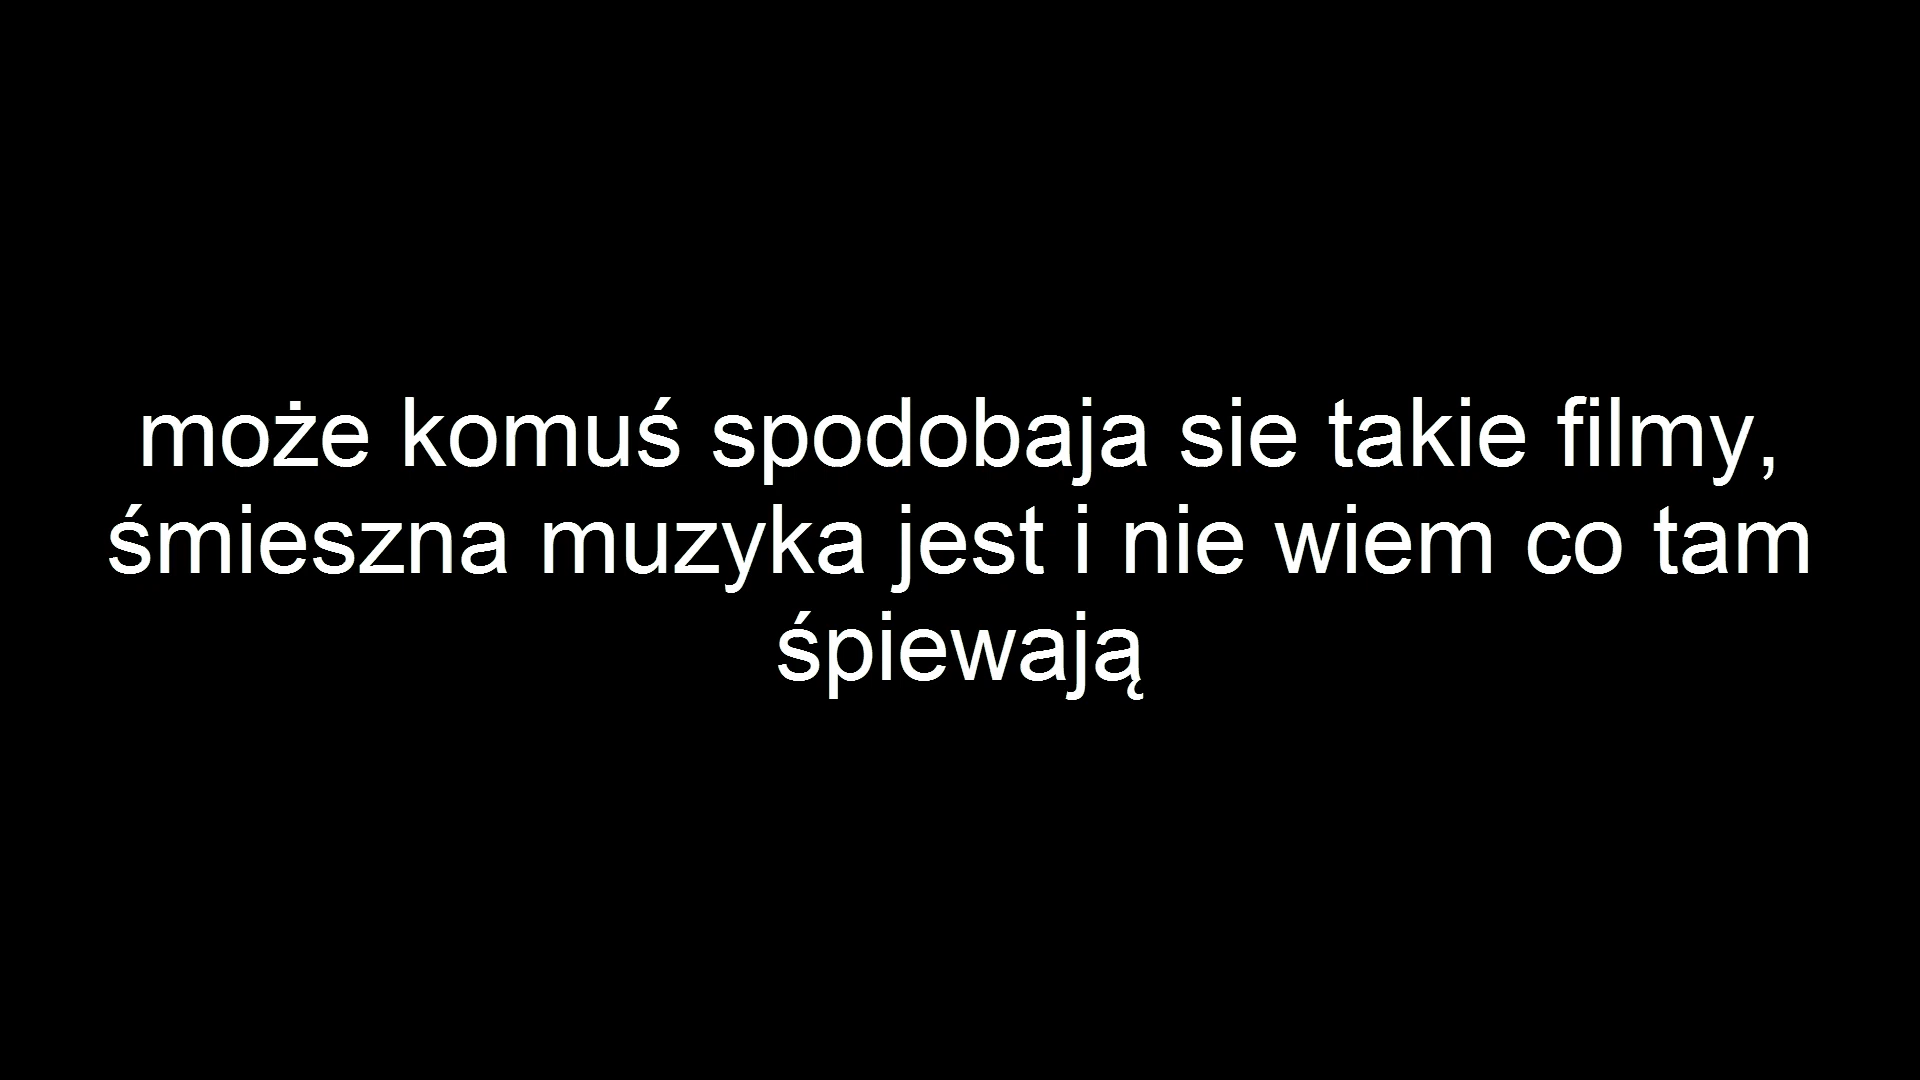 może komuś spodobaja sie takie filmy,
śmieszna muzyka jest i nie wiem co tam
śpiewają